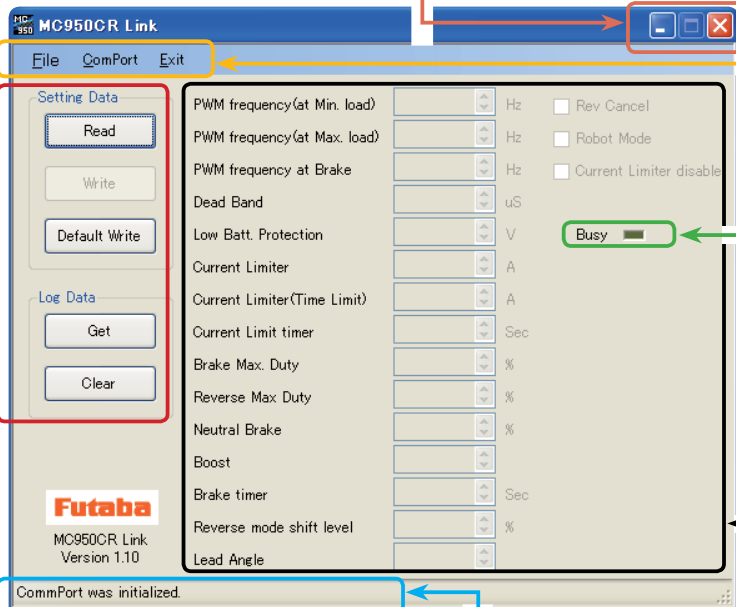 MC950CR Link
File ComPort Exit
Setting Data
Read
Write
Default Write
Log Data
Get
Clear
PWM frequency(at Min. load) Hz
PWM frequency(at Max. load) Hz
PWM frequency at Brake Hz
Dead Band uS
Low Batt. Protection V
Current Limiter A
Current Limiter(Time Limit) A
Current Limit timer Sec
Brake Max. Duty %
Reverse Max Duty %
Neutral Brake %
Boost
Brake timer Sec
Reverse mode shift level %
Lead Angle
Rev Cancel
Robot Mode
Current Limiter disable
Busy
Futaba
MC950CR Link
Version 1.10
CommPort was initialized.